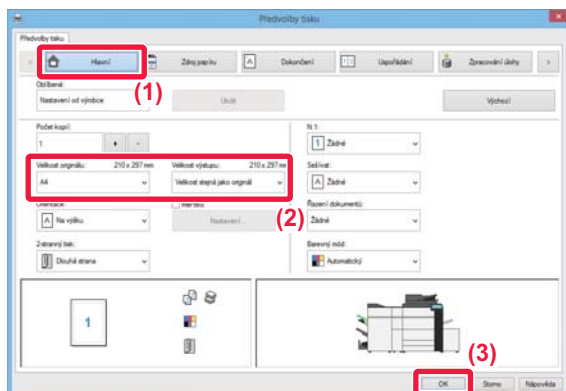 Předvolby tisku
Předvolby tisku
Hlavní
Zdroj papíru
Dokončení
Uspořádání
Zpracování úlohy
(1)
Oblíbené:
Nastavení od výrobce
Uložit
Výchozí
Počet kopií:
1
+
-
N:1:
1
Žádné
Velikost originálu:
210 x 297 mm
Velikost výstupu:
210 x 297 mm
Sešívat:
A4
Velikost stejná jako originál
A
Žádné
Orientace:
Měřítko
(2)
Řazení dokumentů:
A
Na výšku
Nastavení...
Žádné
2-stranný tisk:
Barevný mód:
Dlouhá strana
Automatický
1
(3)
OK
Storno
Nápověda